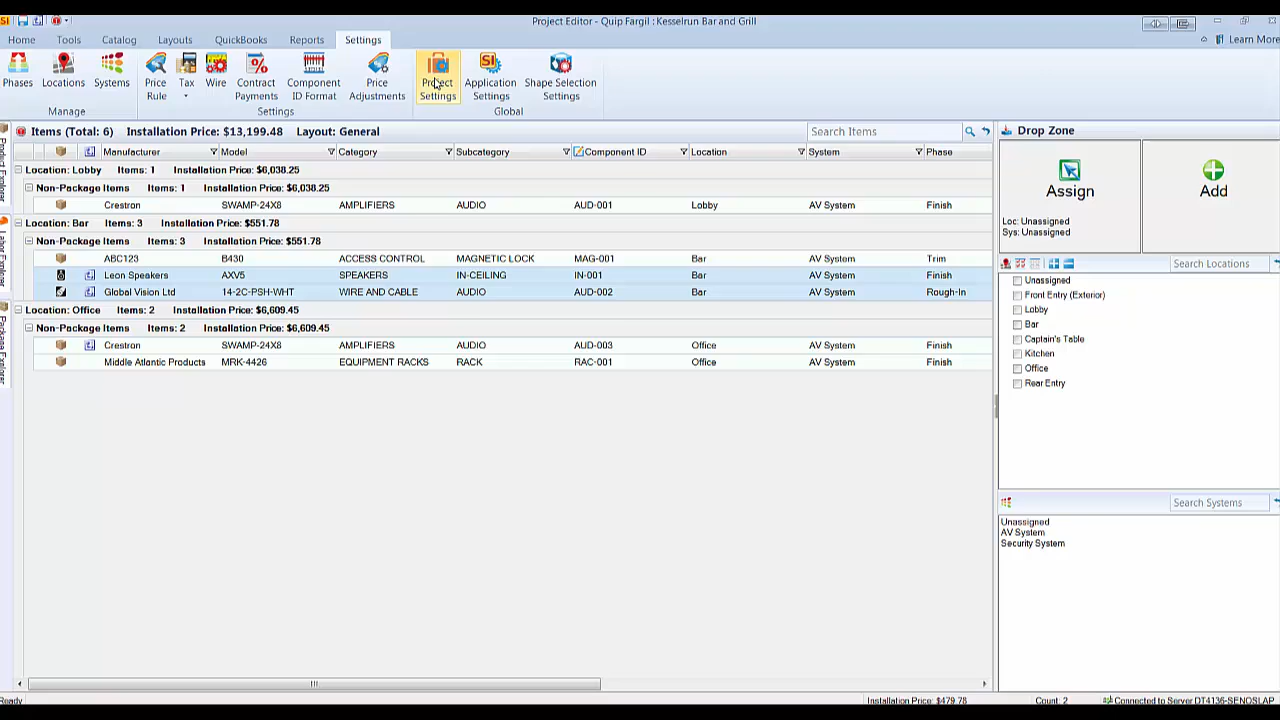 SI
Project Editor - Quip Fargil : Kesselrun Bar and Grill
Home Tools Catalog Layouts QuickBooks Reports Settings
Learn More
Phases Locations Systems Price Rule Tax Wire Contract Payments Component ID Format Price Adjustments Project Settings Application Settings Shape Selection Settings
Manage Settings Global
Items (Total: 6) Installation Price: $13,199.48 Layout: General
Search Items
Manufacturer Model Category Subcategory Component ID Location System Phase
Location: Lobby Items: 1 Installation Price: $6,038.25
Non-Package Items Items: 1 Installation Price: $6,038.25
Crestron SWAMP-24X8 AMPLIFIERS AUDIO AUD-001 Lobby AV System Finish
Location: Bar Items: 3 Installation Price: $551.78
Non-Package Items Items: 3 Installation Price: $551.78
ABC123 B430 ACCESS CONTROL MAGNETIC LOCK MAG-001 Bar AV System Trim
Leon Speakers AXV5 SPEAKERS IN-CEILING IN-001 Bar AV System Finish
Global Vision Ltd 14-2C-PSH-WHT WIRE AND CABLE AUDIO AUD-002 Bar AV System Rough-In
Location: Office Items: 2 Installation Price: $6,609.45
Non-Package Items Items: 2 Installation Price: $6,609.45
Crestron SWAMP-24X8 AMPLIFIERS AUDIO AUD-003 Office AV System Finish
Middle Atlantic Products MRK-4426 EQUIPMENT RACKS RACK RAC-001 Office AV System Finish
Drop Zone
Assign
Loc: Unassigned
Sys: Unassigned
Add
Search Locations
Unassigned
Front Entry (Exterior)
Lobby
Bar
Captain's Table
Kitchen
Office
Rear Entry
Search Systems
Unassigned
AV System
Security System
Ready Installation Price: $479.78 Count: 2 Connected to Server DT4136-SENOSLAP